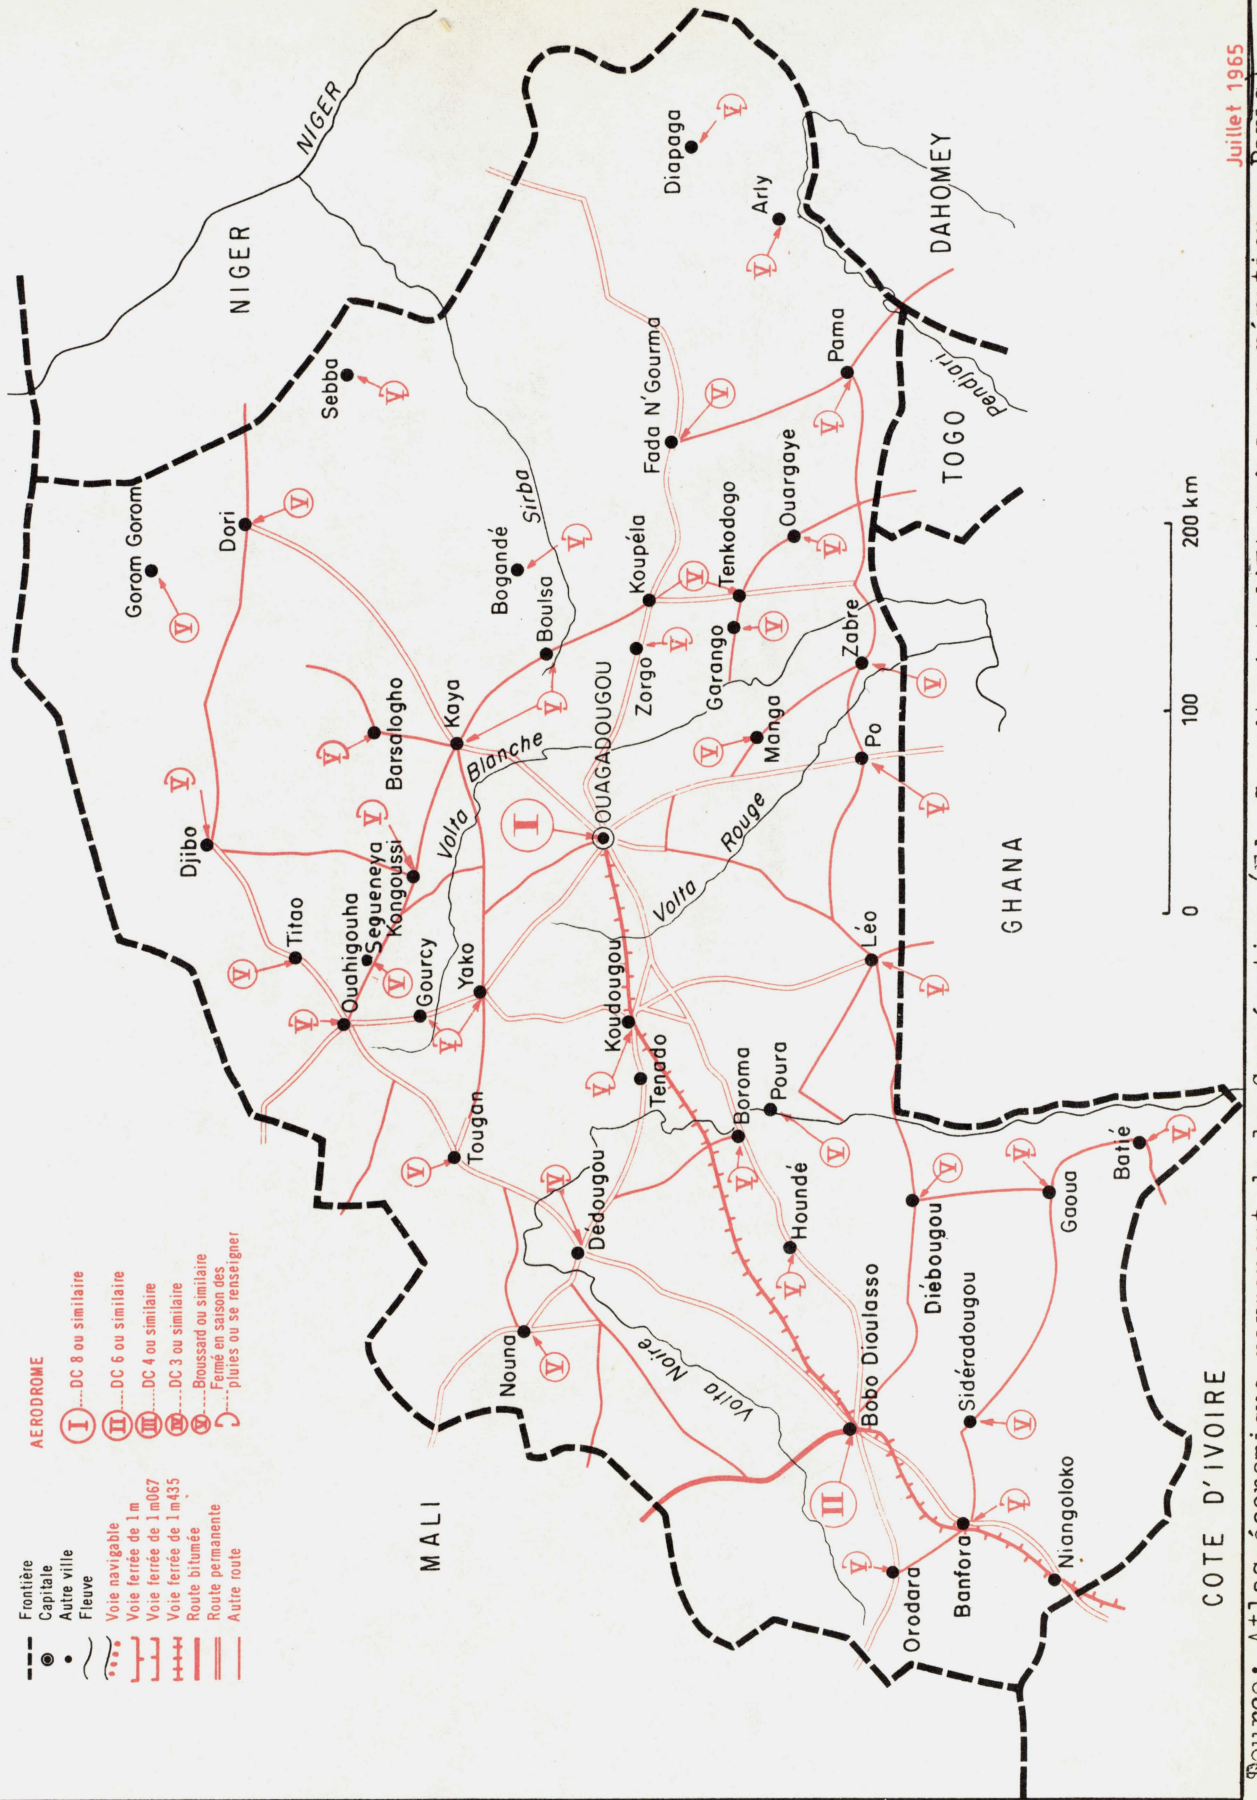 Frontière
Capitale
Autre ville
Fleuve
Voie navigable
Voie ferrée de 1m
Voie ferrée de 1m067
Voie ferrée de 1m435
Route bitumée
Route permanente
Autre route
AERODROME
I DC 8 ou similaire
II DC 6 ou similaire
III DC 4 ou similaire
IV DC 3 ou similaire
V Broussard ou similaire
Fermé en saison des
pluies ou se renseigner
MALI
NIGER
NIGER
DAHOMEY
TOGO
GHANA
COTE D'IVOIRE
Gorom Gorom
V
Dori
V
Sebba
V
Djibo
V
Titao
V
Ouahigouha
V
Segueneya
V
Kongoussi
V
Barsalogho
V
Kaya
V
Gourcy
V
Yako
Tougan
V
Volta Blanche
Bogandé
V
Boulsa
Sirba
Nouna
V
Dédougou
V
OUAGADOUGOU
I
Koudougou
V
Tenado
Zorgo
V
Koupéla
Fada N'Gourma
V
Diapaga
V
Arly
V
Pama
V
Pendjari
Tenkodogo
V
Garango
V
Ouargaye
V
Manga
V
Zabre
V
Po
V
Volta Rouge
Léo
V
Boroma
V
Poura
V
Houndé
V
Volta Noire
Bobo Dioulasso
II
Diébougou
V
Gaoua
V
Batié
V
Sidéradougou
V
Orodara
V
Banfora
V
Niangoloko
0 100 200 km
Juillet 1965